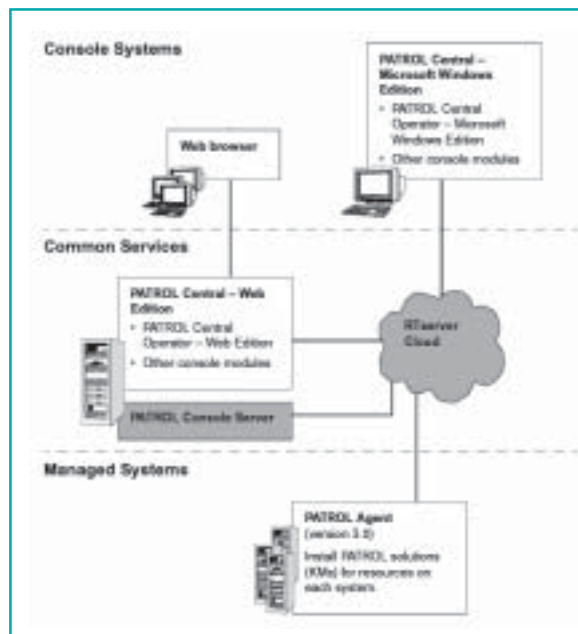 Console Systems
PATROL Central –
Microsoft Windows
Edition
• PATROL Central
Operator – Microsoft
Windows Edition
• Other console modules
Web browser
Common Services
PATROL Central – Web
Edition
• PATROL Central
Operator – Web Edition
• Other console modules
RTserver
Cloud
PATROL Console Server
Managed Systems
PATROL Agent
Install PATROL solutions
(KMs) for resources on
each system.